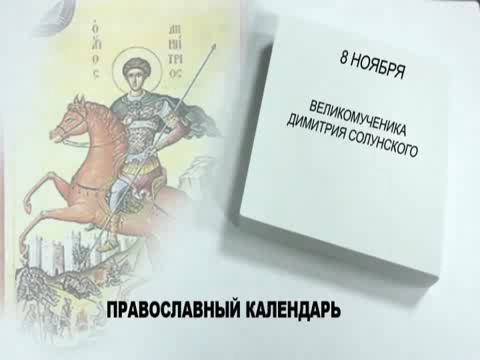 Ο ΑΓΙΟΣ
ΔΗΜΗΤΡΙΟΣ
8 НОЯБРЯ
ВЕЛИКОМУЧЕНИКА
ДИМИТРИЯ СОЛУНСКОГО
ПРАВОСЛАВНЫЙ КАЛЕНДАРЬ